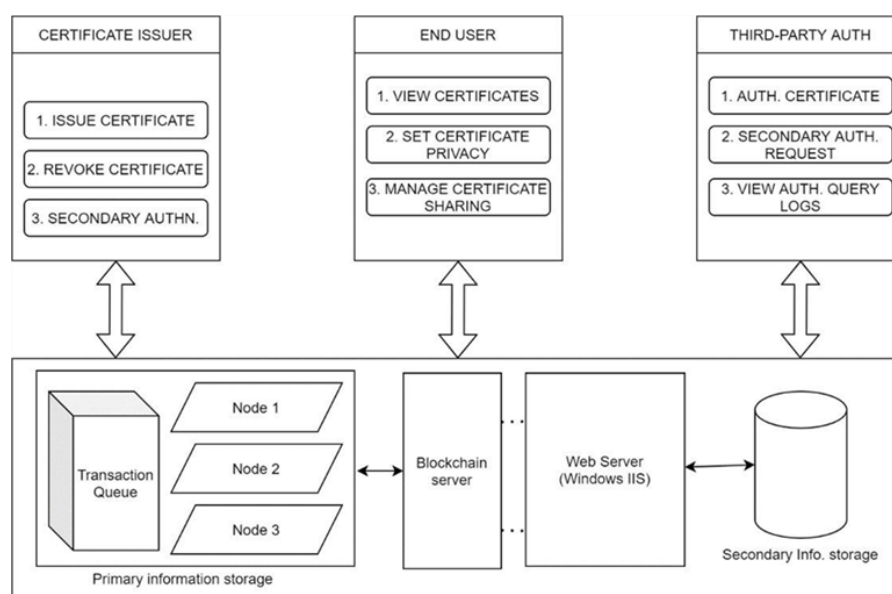 CERTIFICATE ISSUER
1. ISSUE CERTIFICATE
2. REVOKE CERTIFICATE
3. SECONDARY AUTHN.
END USER
1. VIEW CERTIFICATES
2. SET CERTIFICATE
PRIVACY
3. MANAGE CERTIFICATE
SHARING
THIRD-PARTY AUTH
1. AUTH. CERTIFICATE
2. SECONDARY AUTH.
REQUEST
3. VIEW AUTH. QUERY
LOGS
Transaction
Queue
Node 1
Node 2
Node 3
Primary information storage
Blockchain
server
Web Server
(Windows IIS)
Secondary Info. storage